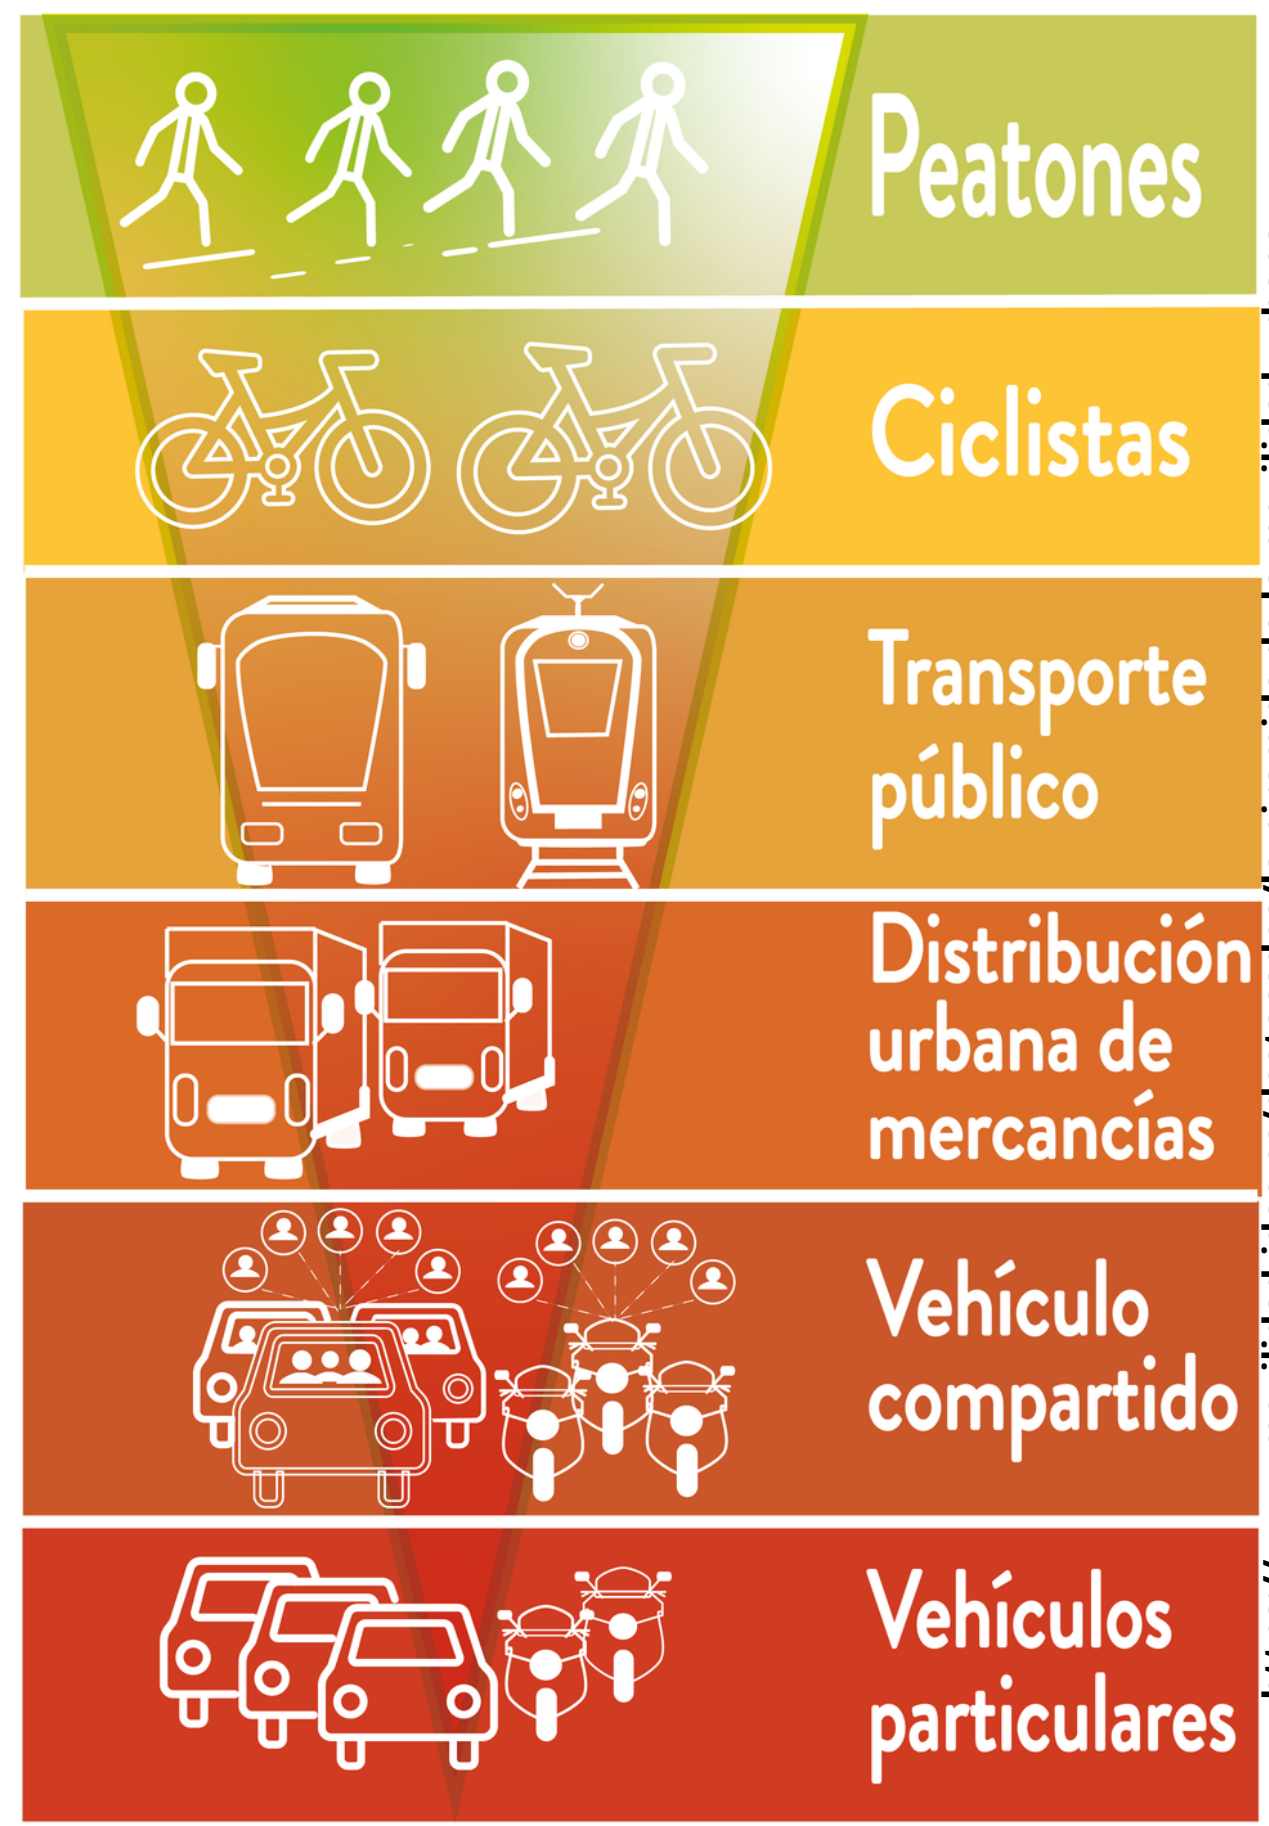 Peatones
Ciclistas
Transporte
público
Distribución
urbana de
mercancías
Vehículo
compartido
Vehículos
particulares